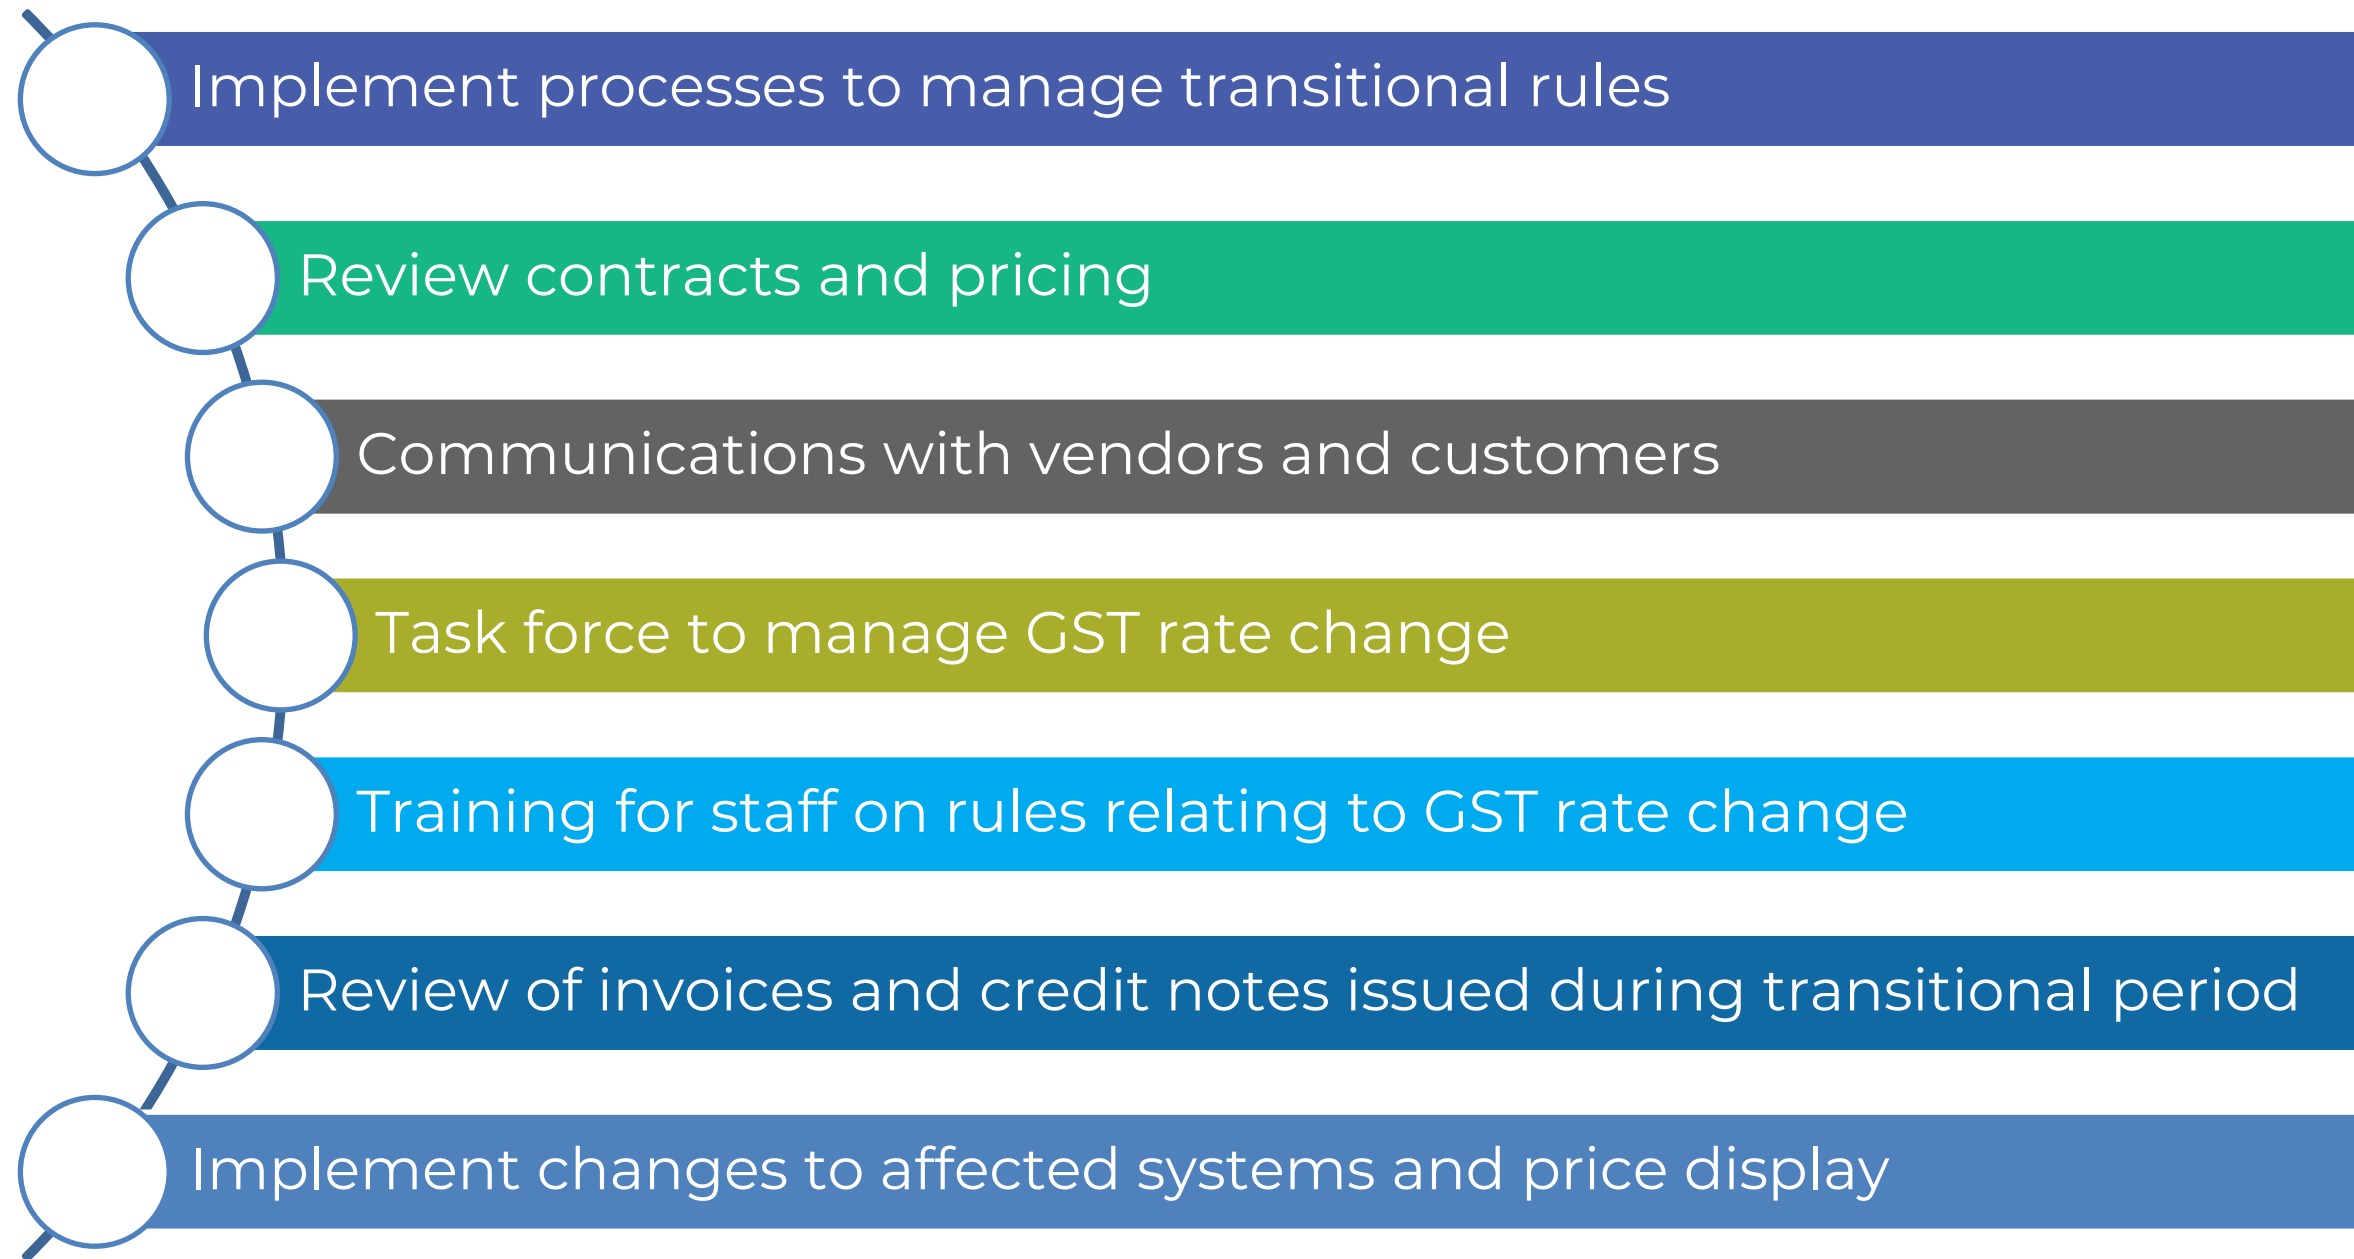 Implement processes to manage transitional rules
Review contracts and pricing
Communications with vendors and customers
Task force to manage GST rate change
Training for staff on rules relating to GST rate change
Review of invoices and credit notes issued during transitional period
Implement changes to affected systems and price display